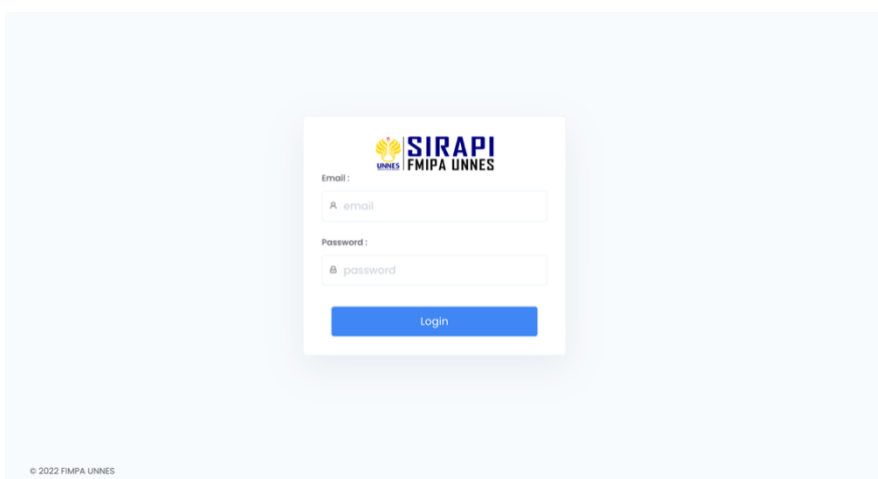 SIRAPI
UNNES FMIPA UNNES
Email :
email
Password :
password
Login
© 2022 FIMPA UNNES